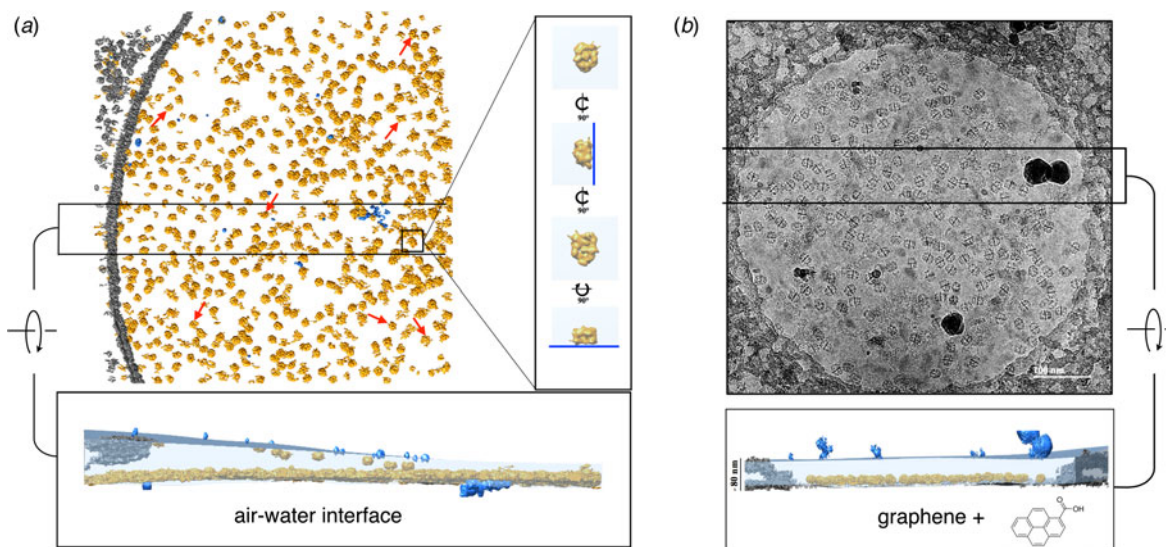 (a)
90°
90°
90°
air-water interface
(b)
100 nm
~80 nm
graphene +
O
OH